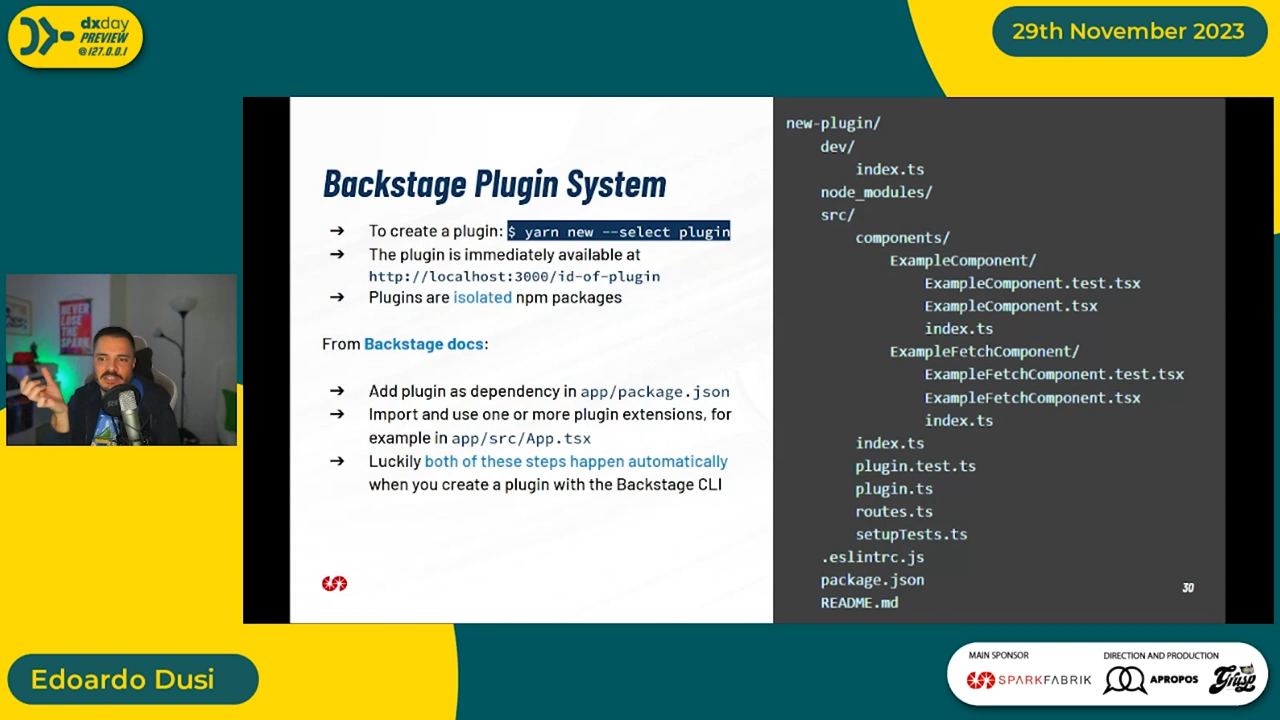 dxday
PREVIEW
@127.0.0.1
29th November 2023
Backstage Plugin System
➔ To create a plugin: $ yarn new --select plugin
➔ The plugin is immediately available at
http://localhost:3000/id-of-plugin
➔ Plugins are isolated npm packages
From Backstage docs:
➔ Add plugin as dependency in app/package.json
➔ Import and use one or more plugin extensions, for
example in app/src/App.tsx
➔ Luckily both of these steps happen automatically
when you create a plugin with the Backstage CLI
new-plugin/
dev/
index.ts
node_modules/
src/
components/
ExampleComponent/
ExampleComponent.test.tsx
ExampleComponent.tsx
index.ts
ExampleFetchComponent/
ExampleFetchComponent.test.tsx
ExampleFetchComponent.tsx
index.ts
index.ts
plugin.test.ts
plugin.ts
routes.ts
setupTests.ts
.eslintrc.js
package.json
README.md
30
NEVER
LOSE
THE
SPARK
Edoardo Dusi
MAIN SPONSOR
SPARKFABRIK
DIRECTION AND PRODUCTION
APROPOS
Grusp